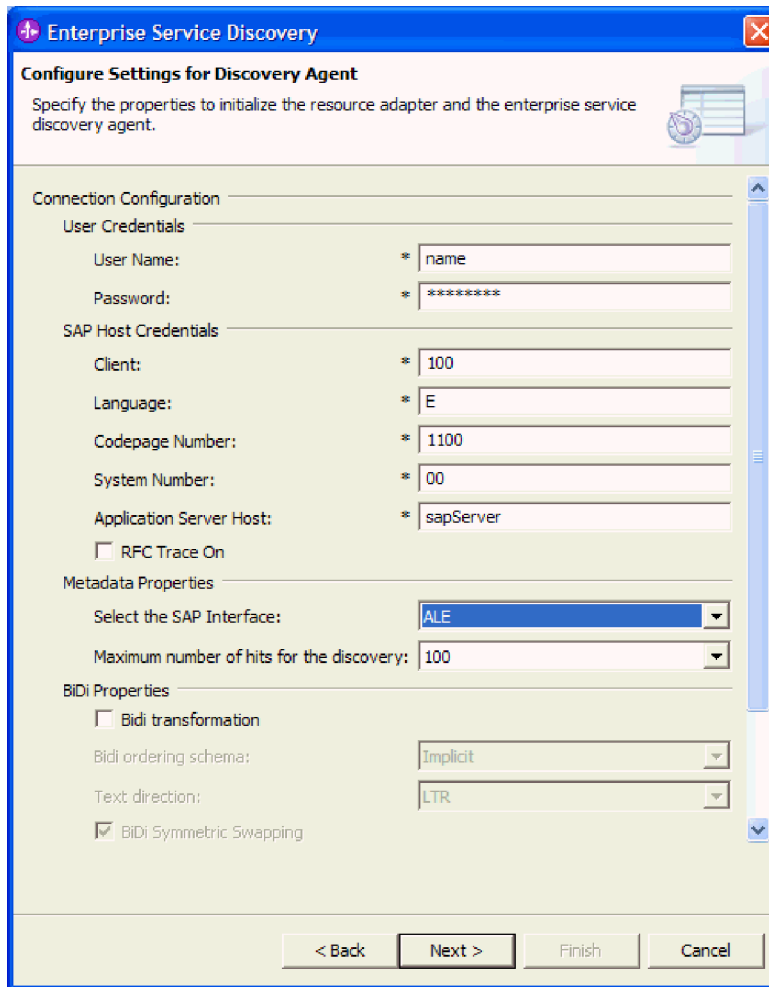 Enterprise Service Discovery
Configure Settings for Discovery Agent
Specify the properties to initialize the resource adapter and the enterprise service
discovery agent.
Connection Configuration
User Credentials
User Name: * name
Password: * ********
SAP Host Credentials
Client: * 100
Language: * E
Codepage Number: * 1100
System Number: * 00
Application Server Host: * sapServer
RFC Trace On
Metadata Properties
Select the SAP Interface: ALE
Maximum number of hits for the discovery: 100
BiDi Properties
Bidi transformation
Bidi ordering schema: Implicit
Text direction: LTR
BiDi Symmetric Swapping
< Back Next > Finish Cancel